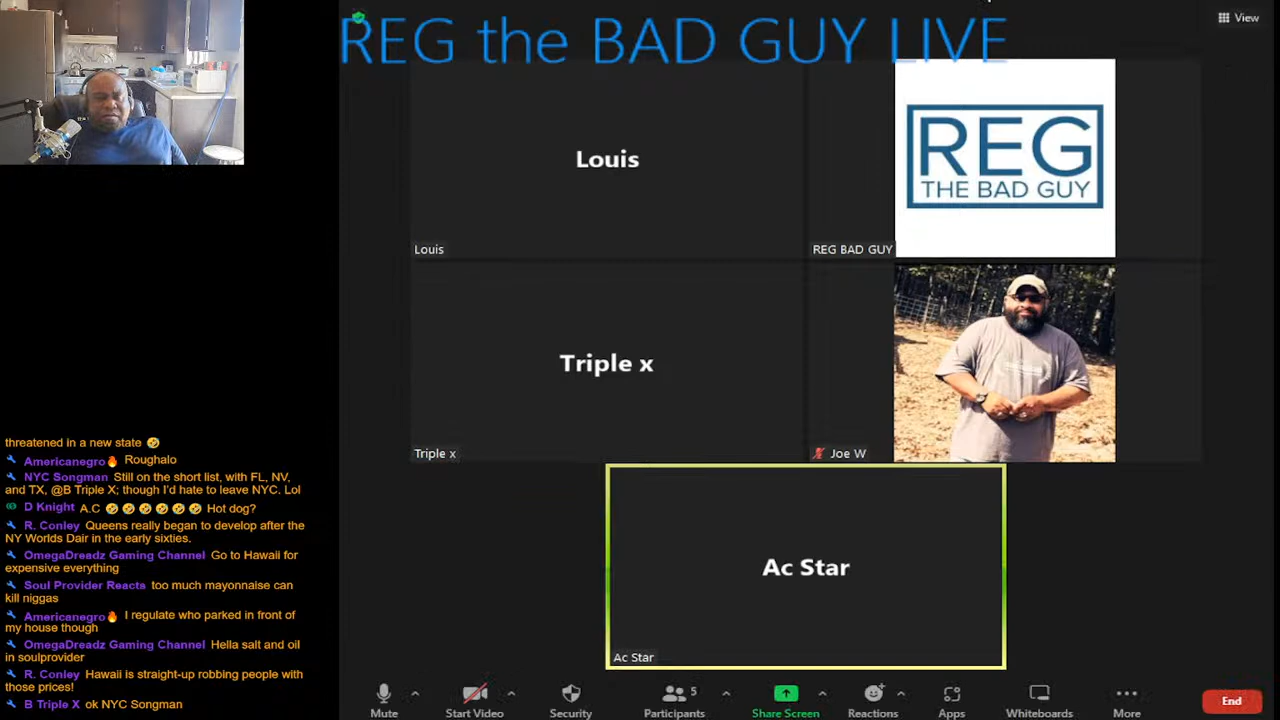 REG the BAD GUY LIVE
View
Louis
Louis
REG
THE BAD GUY
REG BAD GUY
Triple x
Triple x
Joe W
Ac Star
Ac Star
threatened in a new state 🤣
Americanegro🔥 Roughalo
NYC Songman Still on the short list, with FL, NV,
and TX, @B Triple X; though I'd hate to leave NYC. Lol
D Knight A.C 🤣 🤣 🤣 🤣 🤣 🤣 Hot dog?
R. Conley Queens really began to develop after the
NY Worlds Dair in the early sixties.
OmegaDreadz Gaming Channel Go to Hawaii for
expensive everything
Soul Provider Reacts too much mayonnaise can
kill niggas
Americanegro🔥 I regulate who parked in front of
my house though
OmegaDreadz Gaming Channel Hella salt and oil
in soulprovider
R. Conley Hawaii is straight-up robbing people with
those prices!
B Triple X ok NYC Songman
Mute
Start Video
Security
5
Participants
Share Screen
Reactions
Apps
Whiteboards
More
End